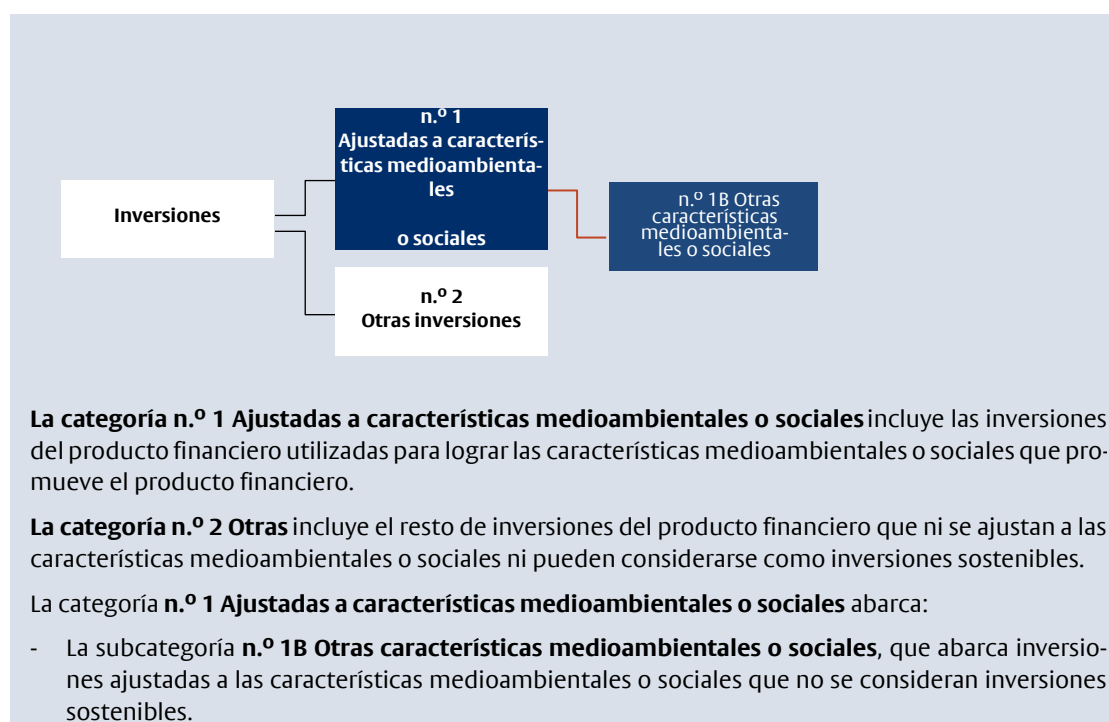 n.º 1
Ajustadas a caracterís-
ticas medioambienta-
les
o sociales
Inversiones
n.º 1B Otras
características
medioambienta-
les o sociales
n.º 2
Otras inversiones
La categoría n.º 1 Ajustadas a características medioambientales o sociales incluye las inversiones
del producto financiero utilizadas para lograr las características medioambientales o sociales que pro-
mueve el producto financiero.
La categoría n.º 2 Otras incluye el resto de inversiones del producto financiero que ni se ajustan a las
características medioambientales o sociales ni pueden considerarse como inversiones sostenibles.
La categoría n.º 1 Ajustadas a características medioambientales o sociales abarca:
- La subcategoría n.º 1B Otras características medioambientales o sociales, que abarca inversio-
nes ajustadas a las características medioambientales o sociales que no se consideran inversiones
sostenibles.